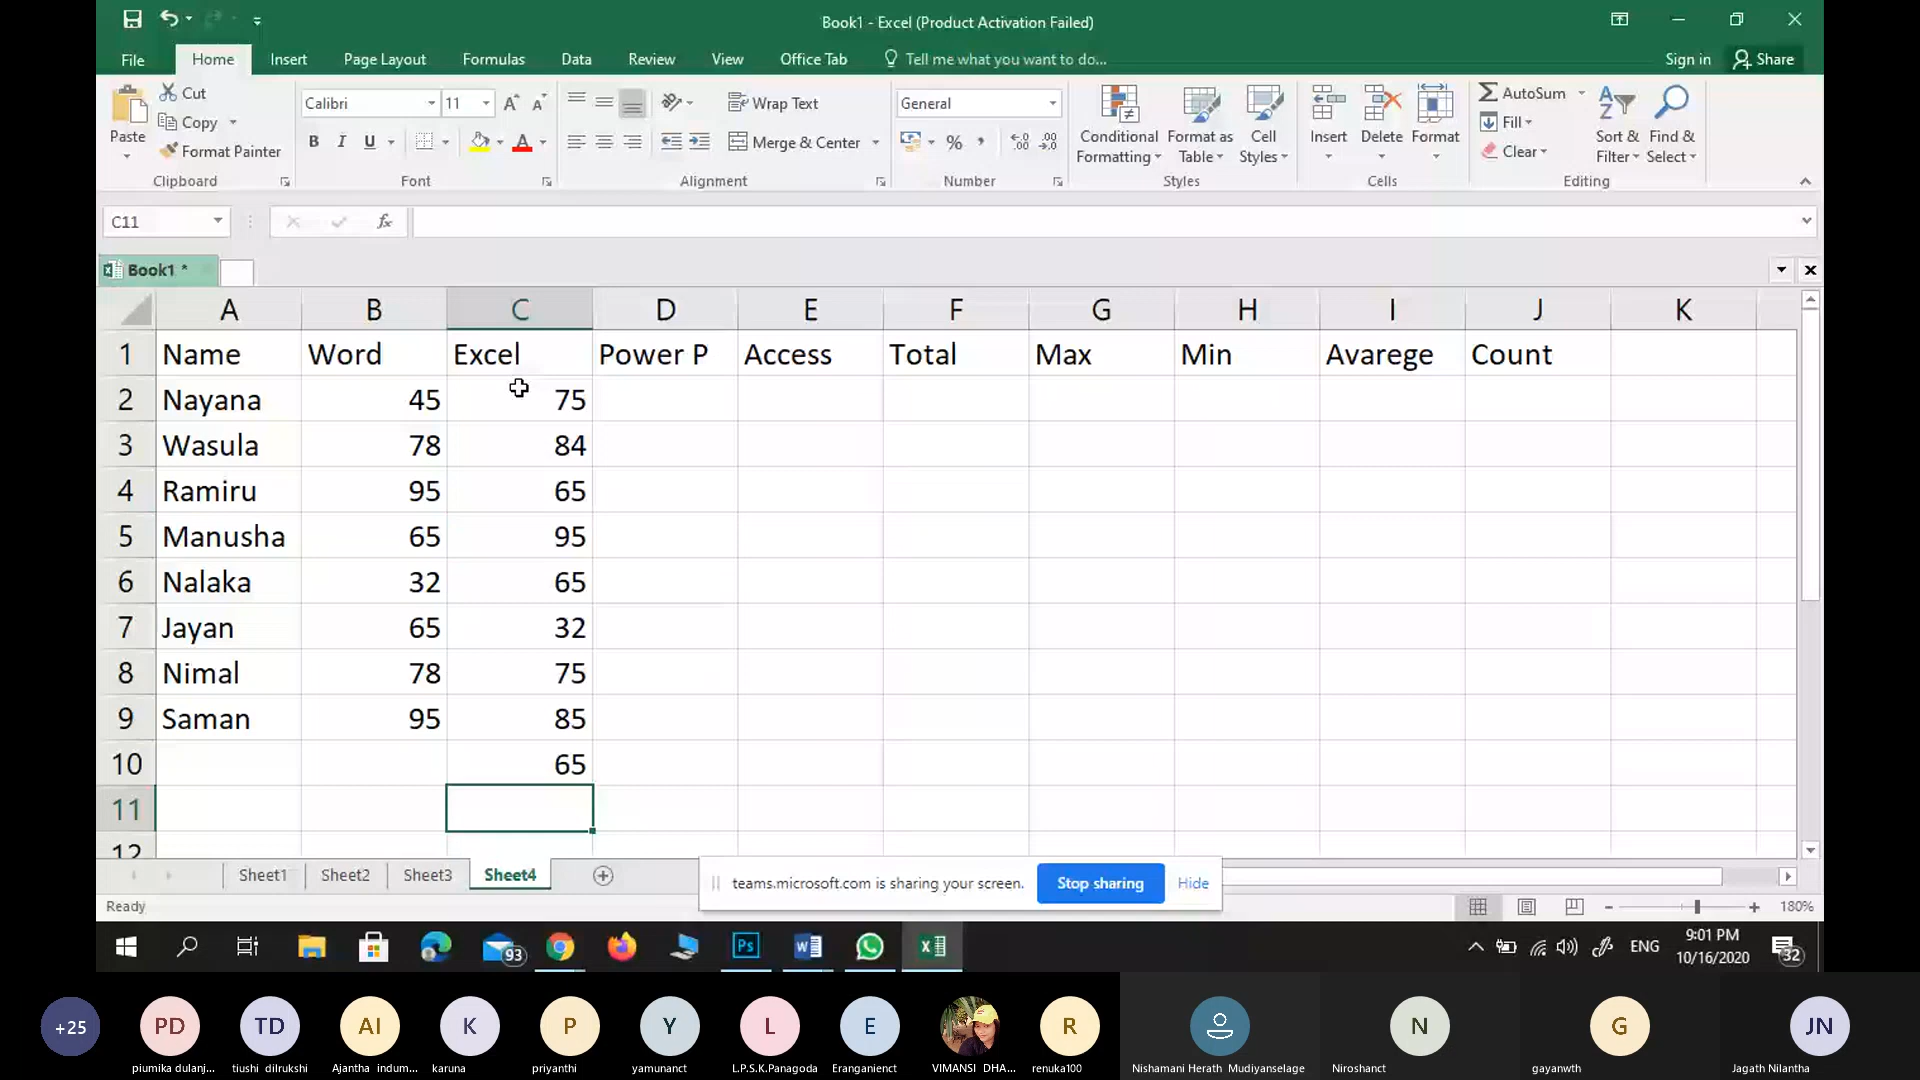 Book1 - Excel (Product Activation Failed)
File Home Insert Page Layout Formulas Data Review View Office Tab Tell me what you want to do... Sign in Share
Paste
Cut
Copy
Format Painter
Clipboard
Calibri 11
B I U
Font
Wrap Text
Merge & Center
Alignment
General
%
Number
Conditional Formatting
Format as Table
Cell Styles
Styles
Insert Delete Format
Cells
AutoSum
Fill
Clear
Sort & Filter
Find & Select
Editing
C11 fx
Book1 *
A B C D E F G H I J K
1 Name Word Excel Power P Access Total Max Min Avarege Count
2 Nayana 45 75
3 Wasula 78 84
4 Ramiru 95 65
5 Manusha 65 95
6 Nalaka 32 65
7 Jayan 65 32
8 Nimal 78 75
9 Saman 95 85
10 65
11
12
Sheet1 Sheet2 Sheet3 Sheet4
teams.microsoft.com is sharing your screen. Stop sharing Hide
Ready 180%
93 Ps ENG 9:01 PM
10/16/2020 32
+25 PD TD AI K P Y L E R N G JN
piumika dulanj... tiushi dilrukshi Ajantha indum... karuna priyanthi yamunanct L.P.S.K.Panagoda Eranganienct VIMANSI DHA... renuka100 Nishamani Herath Mudiyanselage Niroshanct gayanwth Jagath Nilantha